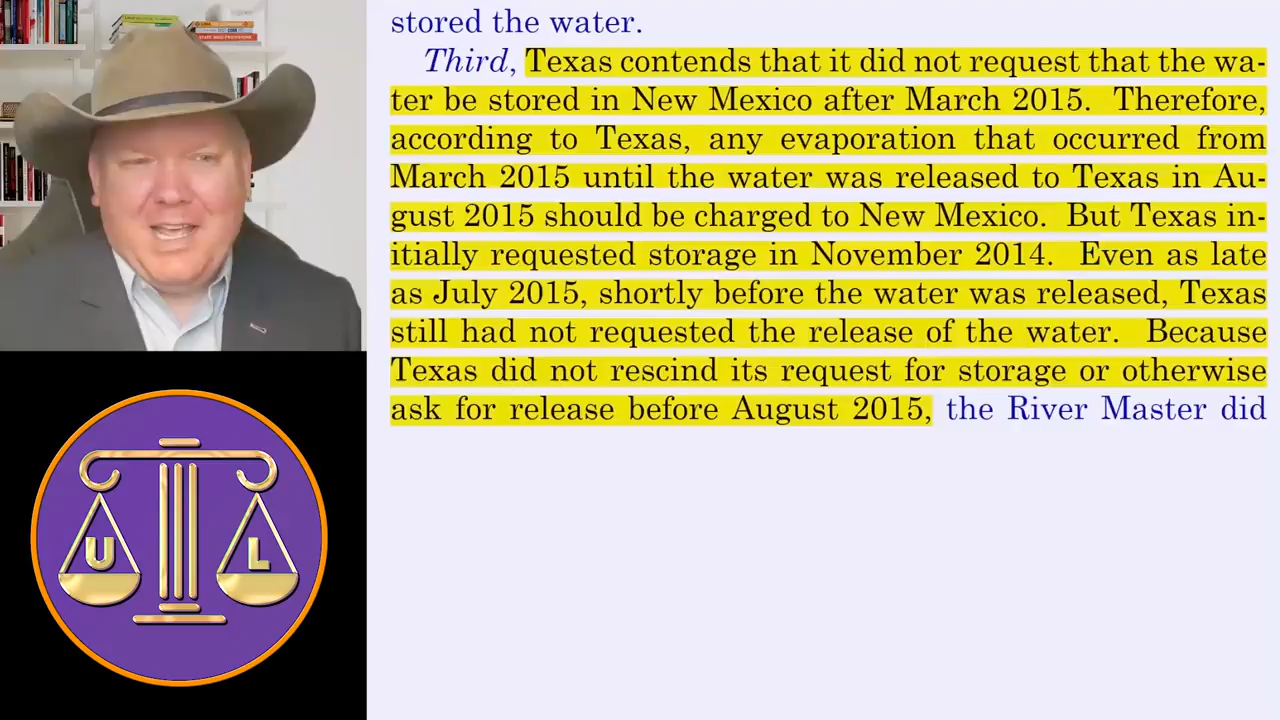 stored the water.
Third, Texas contends that it did not request that the wa-
ter be stored in New Mexico after March 2015. Therefore,
according to Texas, any evaporation that occurred from
March 2015 until the water was released to Texas in Au-
gust 2015 should be charged to New Mexico. But Texas in-
itially requested storage in November 2014. Even as late
as July 2015, shortly before the water was released, Texas
still had not requested the release of the water. Because
Texas did not rescind its request for storage or otherwise
ask for release before August 2015, the River Master did
U L